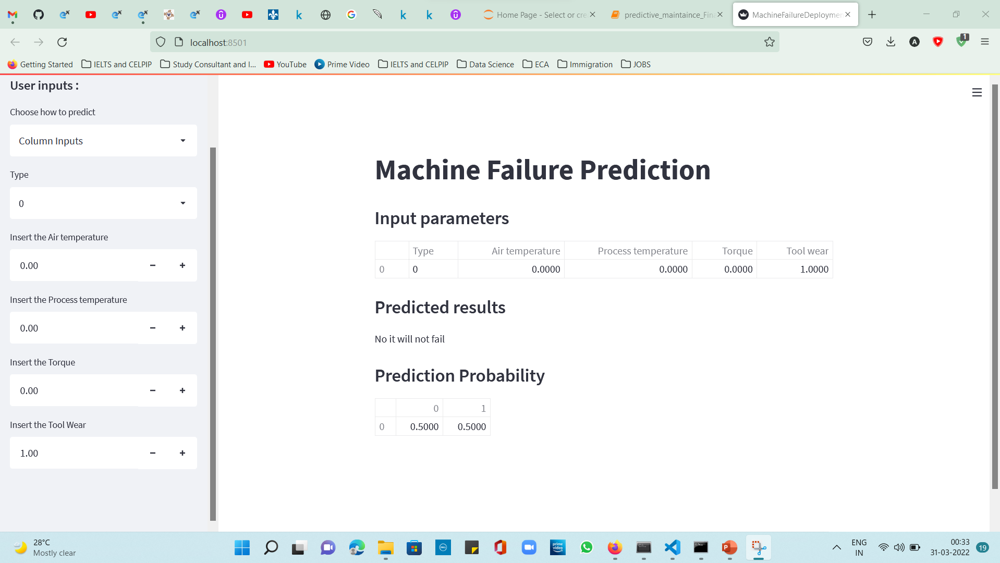 Home Page - Select or cre
predictive_maintaince_Fin
MachineFailureDeployme
localhost:8501
1
Getting Started
IELTS and CELPIP
Study Consultant and I...
YouTube
Prime Video
IELTS and CELPIP
Data Science
ECA
Immigration
JOBS
User inputs :
Choose how to predict
Column Inputs
Type
0
Insert the Air temperature
0.00
Insert the Process temperature
0.00
Insert the Torque
0.00
Insert the Tool Wear
1.00
Machine Failure Prediction
Input parameters
Type Air temperature Process temperature Torque Tool wear
0 0 0.0000 0.0000 0.0000 1.0000
Predicted results
No it will not fail
Prediction Probability
0 1
0 0.5000 0.5000
28°C
Mostly clear
prime video
ENG
IN
00:33
31-03-2022
19